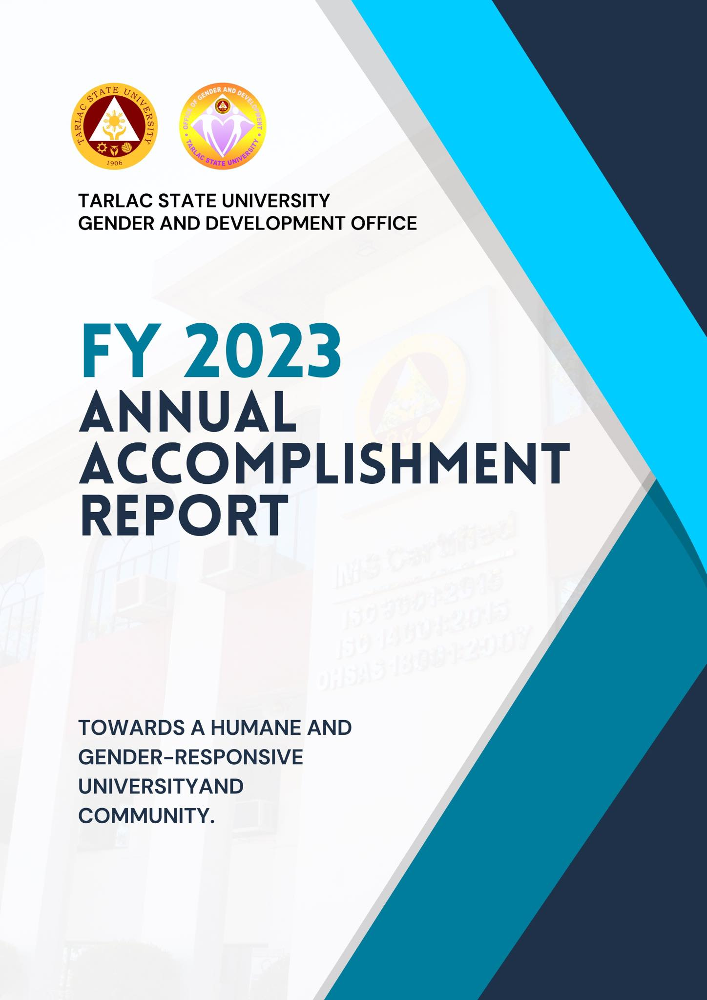 TARLAC STATE UNIVERSITY
1906
OFFICE OF GENDER AND DEVELOPMENT
TARLAC STATE UNIVERSITY
TARLAC STATE UNIVERSITY
GENDER AND DEVELOPMENT OFFICE
FY 2023
ANNUAL
ACCOMPLISHMENT
REPORT
IMS Certified
ISO 9001:2015
ISO 14001:2015
OHSAS 18001:2007
TOWARDS A HUMANE AND
GENDER-RESPONSIVE
UNIVERSITYAND
COMMUNITY.